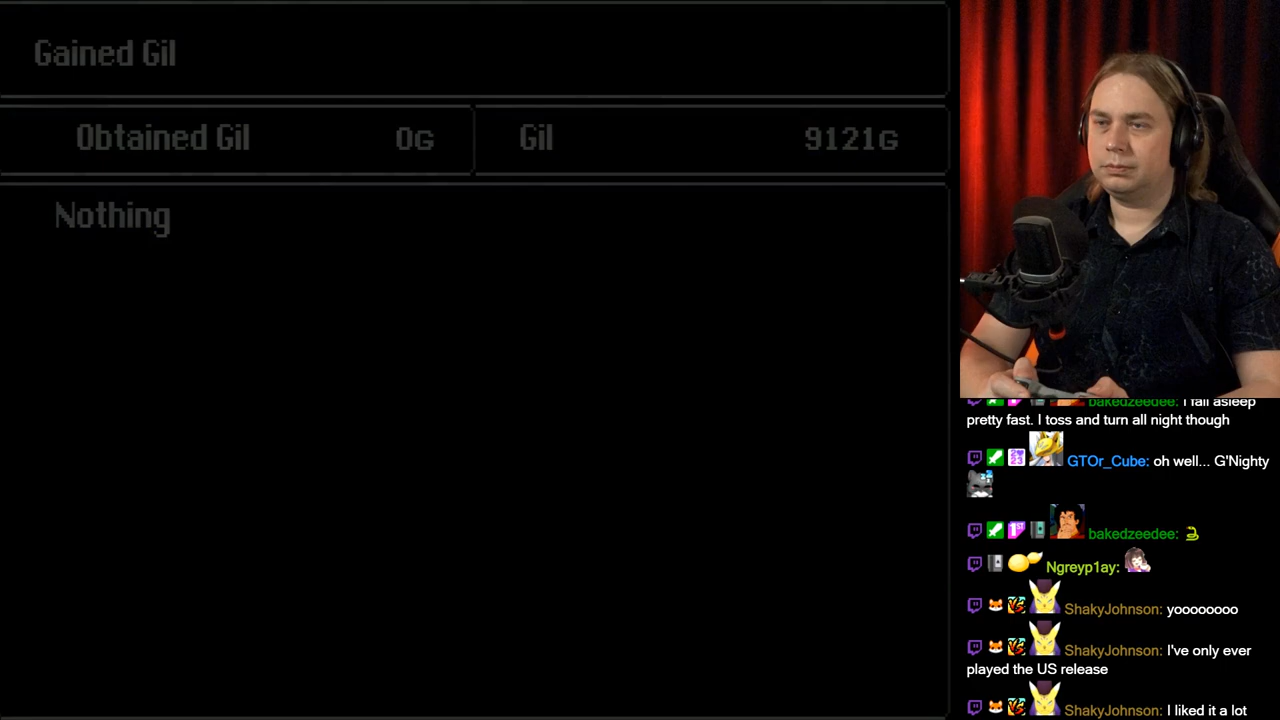 Gained Gil
Obtained Gil 0G Gil 9121G
Nothing
bakedzeedee: I fall asleep
pretty fast. I toss and turn all night though
GTOr_Cube: oh well... G'Nighty
bakedzeedee:
Ngreyp1ay:
ShakyJohnson: yoooooooo
ShakyJohnson: I've only ever
played the US release
ShakyJohnson: I liked it a lot